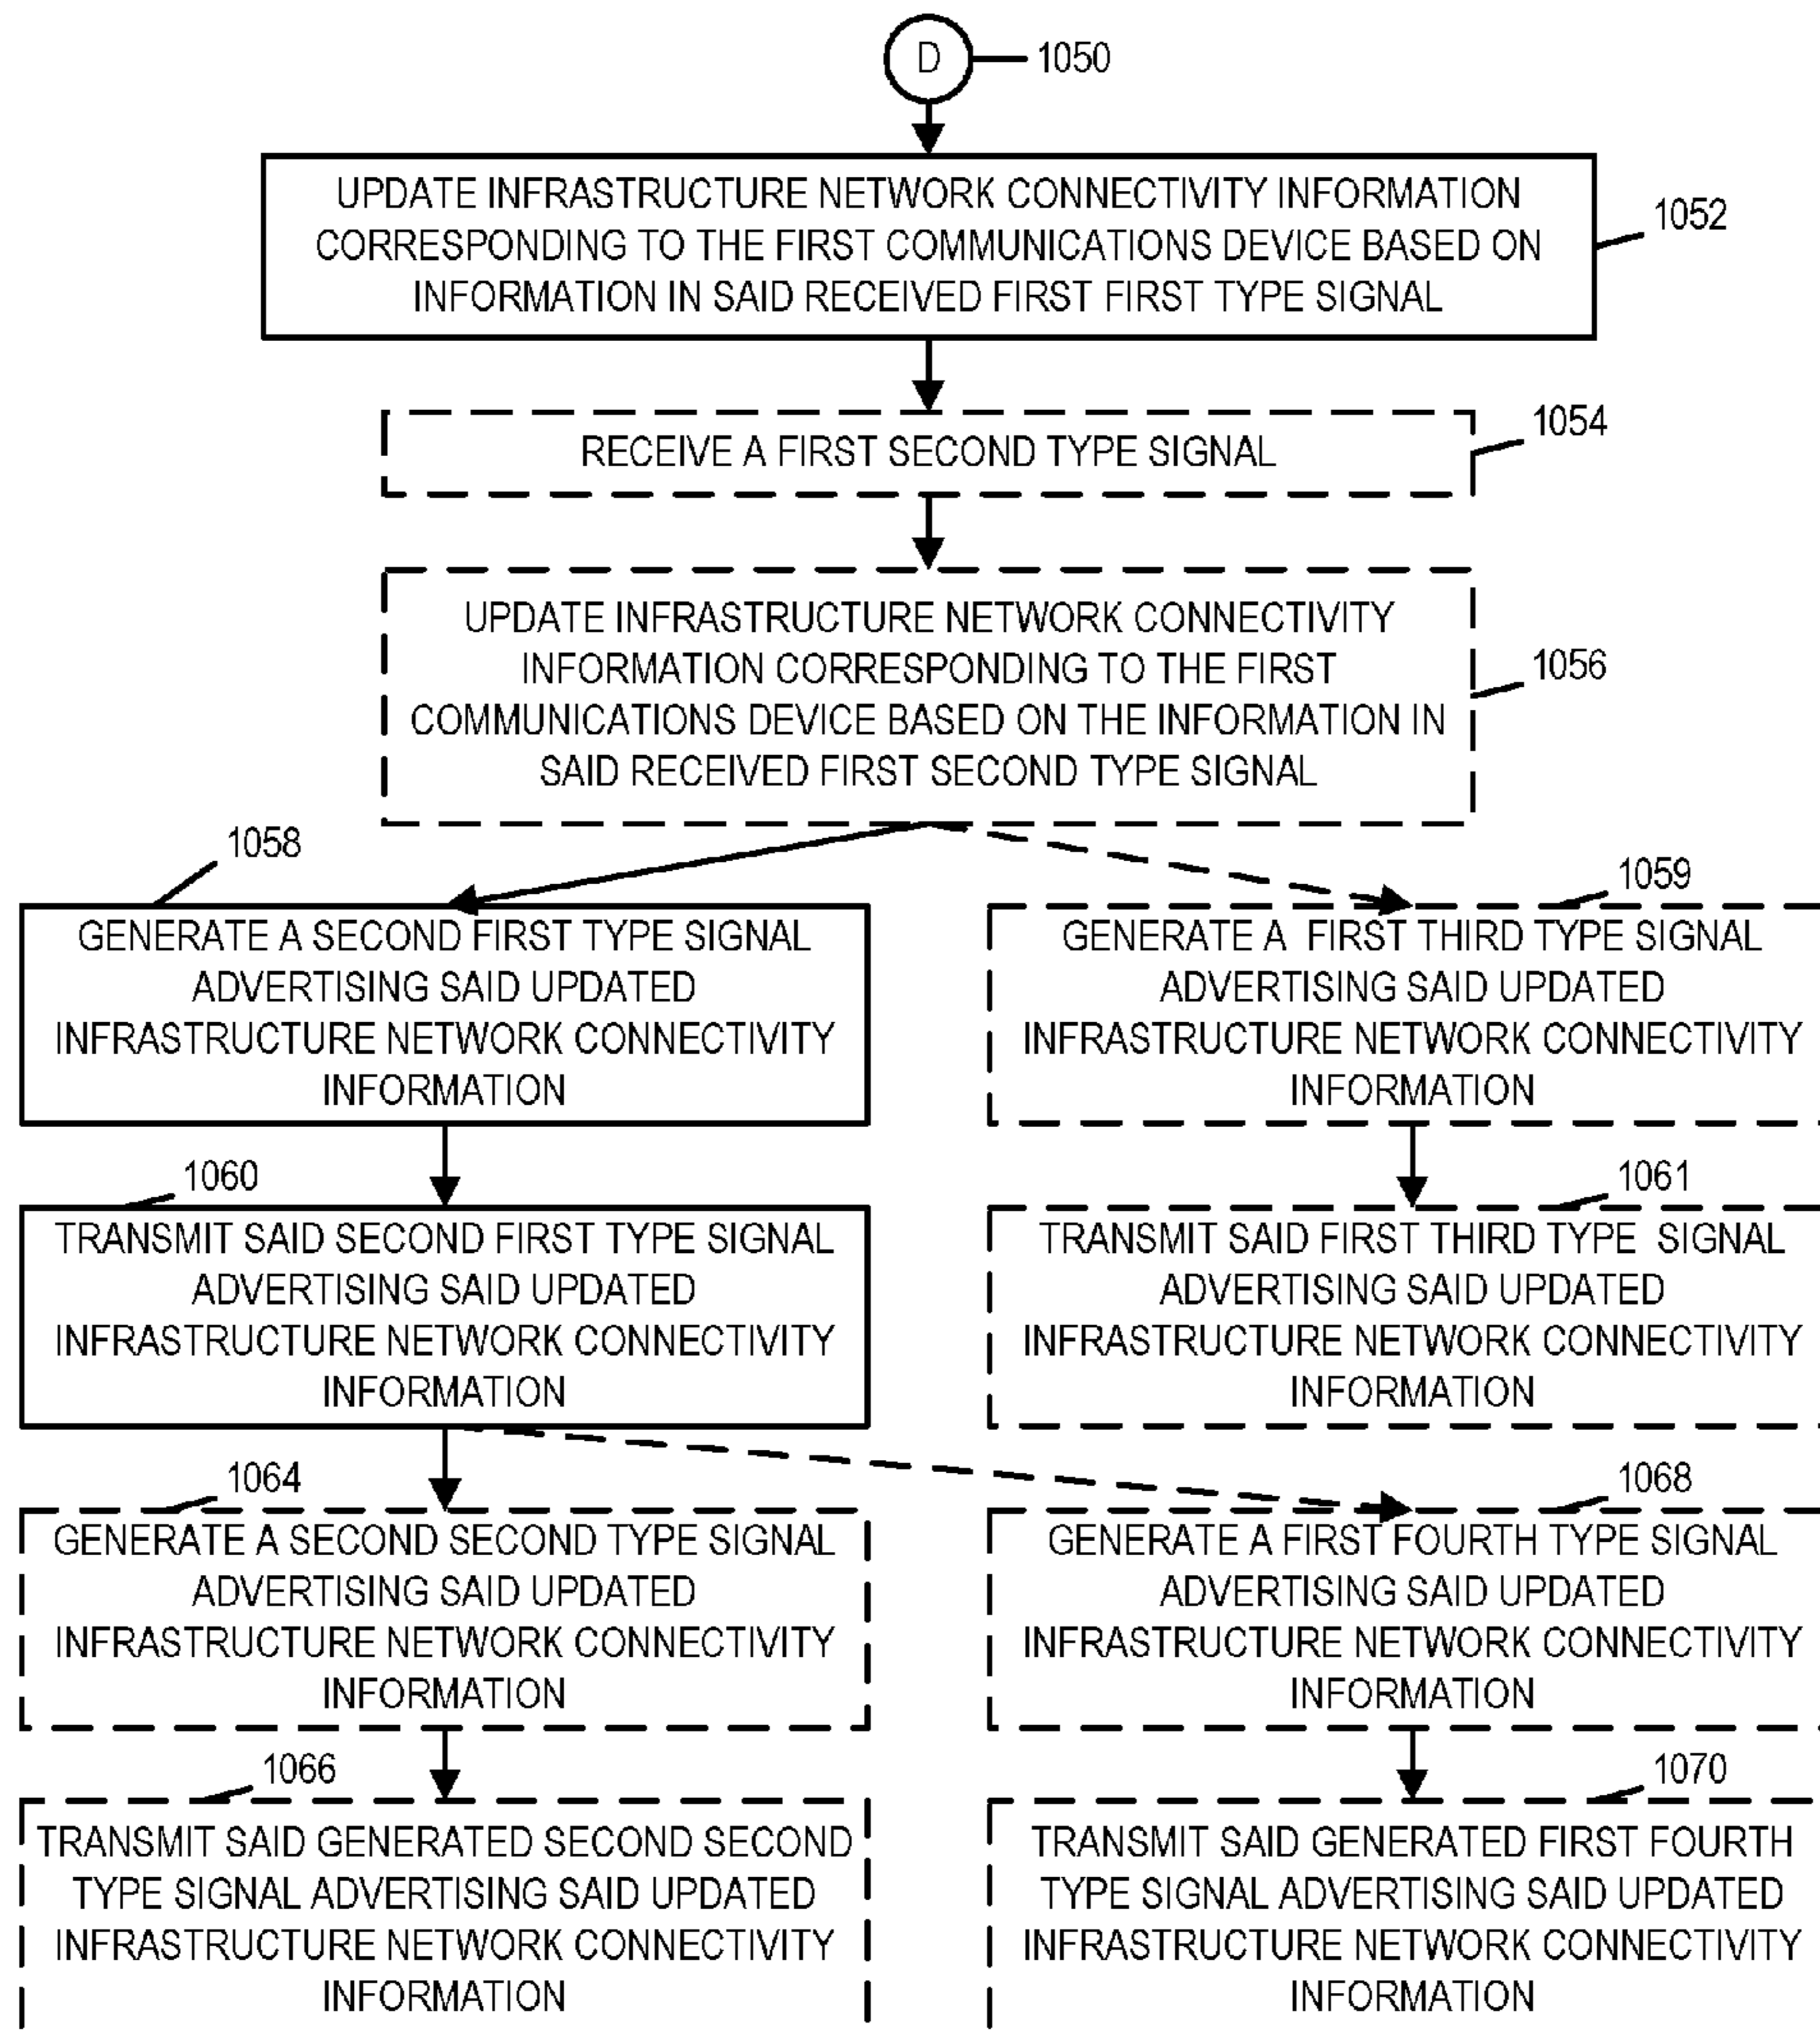 D
1050
UPDATE INFRASTRUCTURE NETWORK CONNECTIVITY INFORMATION
CORRESPONDING TO THE FIRST COMMUNICATIONS DEVICE BASED ON
INFORMATION IN SAID RECEIVED FIRST FIRST TYPE SIGNAL
1052
RECEIVE A FIRST SECOND TYPE SIGNAL
1054
UPDATE INFRASTRUCTURE NETWORK CONNECTIVITY
INFORMATION CORRESPONDING TO THE FIRST
COMMUNICATIONS DEVICE BASED ON THE INFORMATION IN
SAID RECEIVED FIRST SECOND TYPE SIGNAL
1056
1058
GENERATE A SECOND FIRST TYPE SIGNAL
ADVERTISING SAID UPDATED
INFRASTRUCTURE NETWORK CONNECTIVITY
INFORMATION
1059
GENERATE A FIRST THIRD TYPE SIGNAL
ADVERTISING SAID UPDATED
INFRASTRUCTURE NETWORK CONNECTIVITY
INFORMATION
1060
TRANSMIT SAID SECOND FIRST TYPE SIGNAL
ADVERTISING SAID UPDATED
INFRASTRUCTURE NETWORK CONNECTIVITY
INFORMATION
1061
TRANSMIT SAID FIRST THIRD TYPE SIGNAL
ADVERTISING SAID UPDATED
INFRASTRUCTURE NETWORK CONNECTIVITY
INFORMATION
1064
GENERATE A SECOND SECOND TYPE SIGNAL
ADVERTISING SAID UPDATED
INFRASTRUCTURE NETWORK CONNECTIVITY
INFORMATION
1068
GENERATE A FIRST FOURTH TYPE SIGNAL
ADVERTISING SAID UPDATED
INFRASTRUCTURE NETWORK CONNECTIVITY
INFORMATION
1066
TRANSMIT SAID GENERATED SECOND SECOND
TYPE SIGNAL ADVERTISING SAID UPDATED
INFRASTRUCTURE NETWORK CONNECTIVITY
INFORMATION
1070
TRANSMIT SAID GENERATED FIRST FOURTH
TYPE SIGNAL ADVERTISING SAID UPDATED
INFRASTRUCTURE NETWORK CONNECTIVITY
INFORMATION